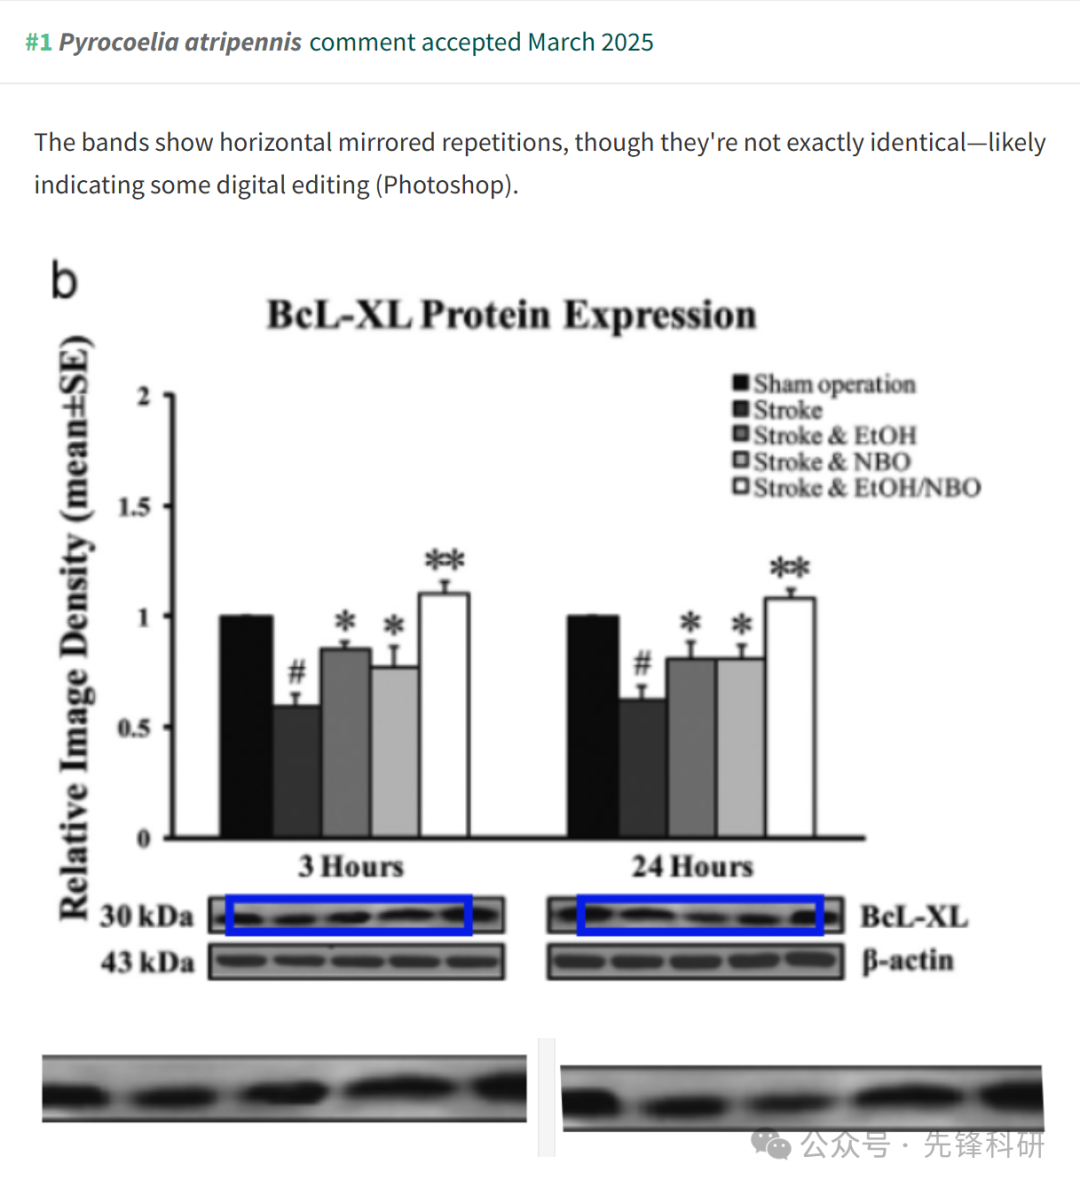 #1 Pyrocoelia atripennis comment accepted March 2025
The bands show horizontal mirrored repetitions, though they're not exactly identical—likely
indicating some digital editing (Photoshop).
b
BcL-XL Protein Expression
Relative Image Density (mean±SE)
2
1.5
1
0.5
0
Sham operation
Stroke
Stroke & EtOH
Stroke & NBO
Stroke & EtOH/NBO
# * * **
# * * **
3 Hours
24 Hours
30 kDa
BcL-XL
43 kDa
β-actin
公众号 · 先锋科研